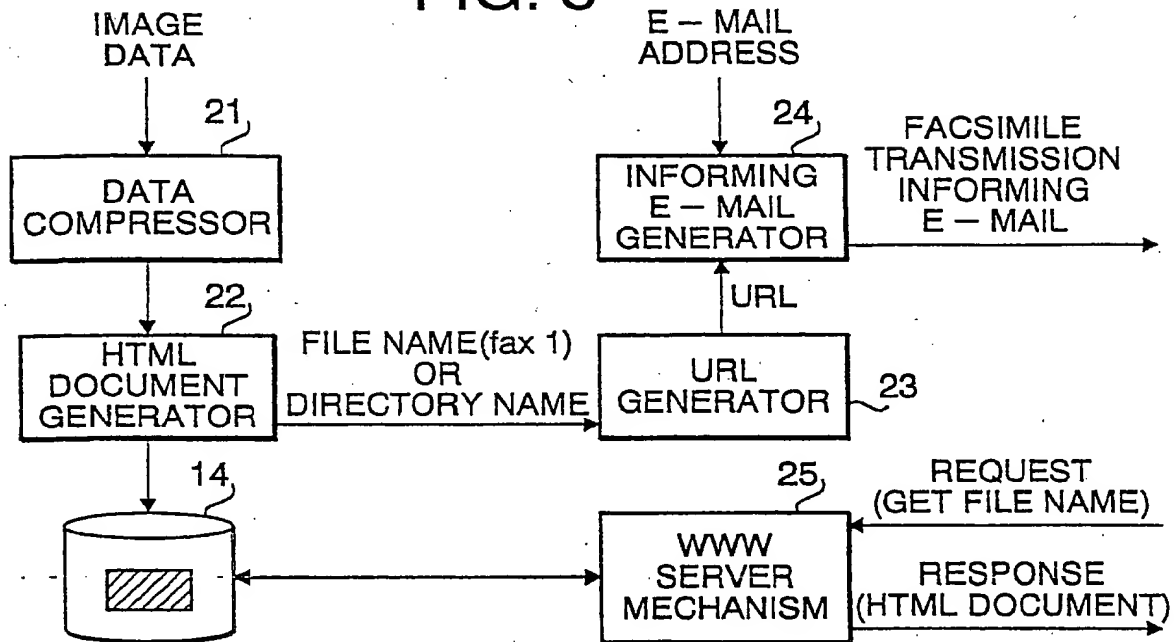 IMAGE
DATA
E – MAIL
ADDRESS
21
24
DATA
COMPRESSOR
INFORMING
E – MAIL
GENERATOR
FACSIMILE
TRANSMISSION
INFORMING
E – MAIL
22
URL
HTML
DOCUMENT
GENERATOR
FILE NAME(fax 1)
OR
DIRECTORY NAME
URL
GENERATOR
23
14
25
WWW
SERVER
MECHANISM
REQUEST
(GET FILE NAME)
RESPONSE
(HTML DOCUMENT)